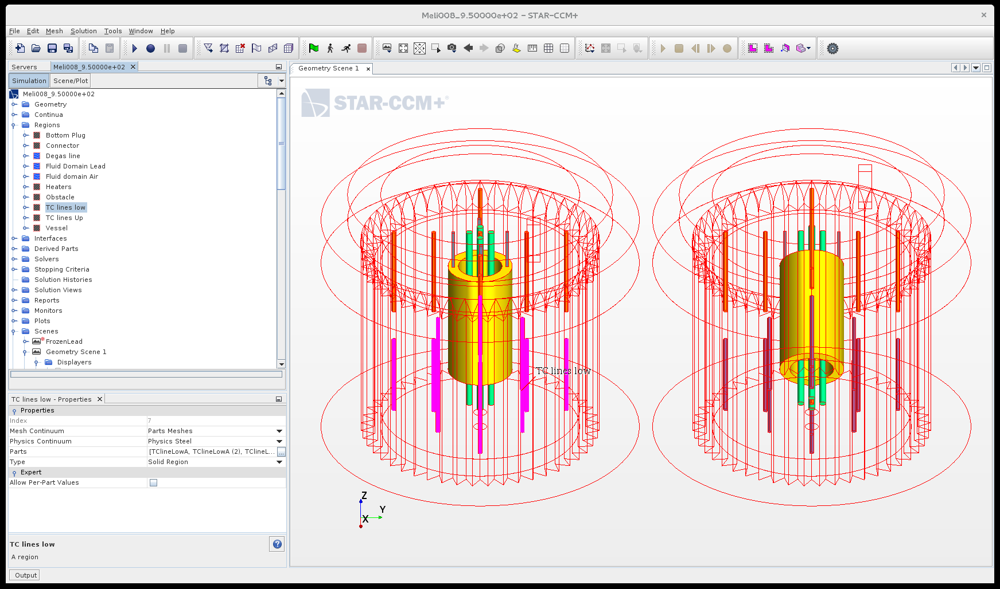 Meli008_9.50000e+02 - STAR-CCM+
File Edit Mesh Solution Tools Window Help
Servers Meli008_9.50000e+02
Geometry Scene 1
Simulation Scene/Plot
Meli008_9.50000e+02
Geometry
Continua
Regions
Bottom Plug
Connector
Degas line
Fluid Domain Lead
Fluid domain Air
Heaters
Obstacle
TC lines low
TC lines Up
Vessel
Interfaces
Derived Parts
Solvers
Stopping Criteria
Solution Histories
Solution Views
Reports
Monitors
Plots
Scenes
FrozenLead
Geometry Scene 1
Displayers
STAR-CCM+®
TC lines low
Z
Y
X
TC lines low - Properties
Properties
Index 7
Mesh Continuum Parts Meshes
Physics Continuum Physics Steel
Parts [TClineLowA, TClineLowA (2), TClineL...
Type Solid Region
Expert
Allow Per-Part Values
TC lines low
A region
Output